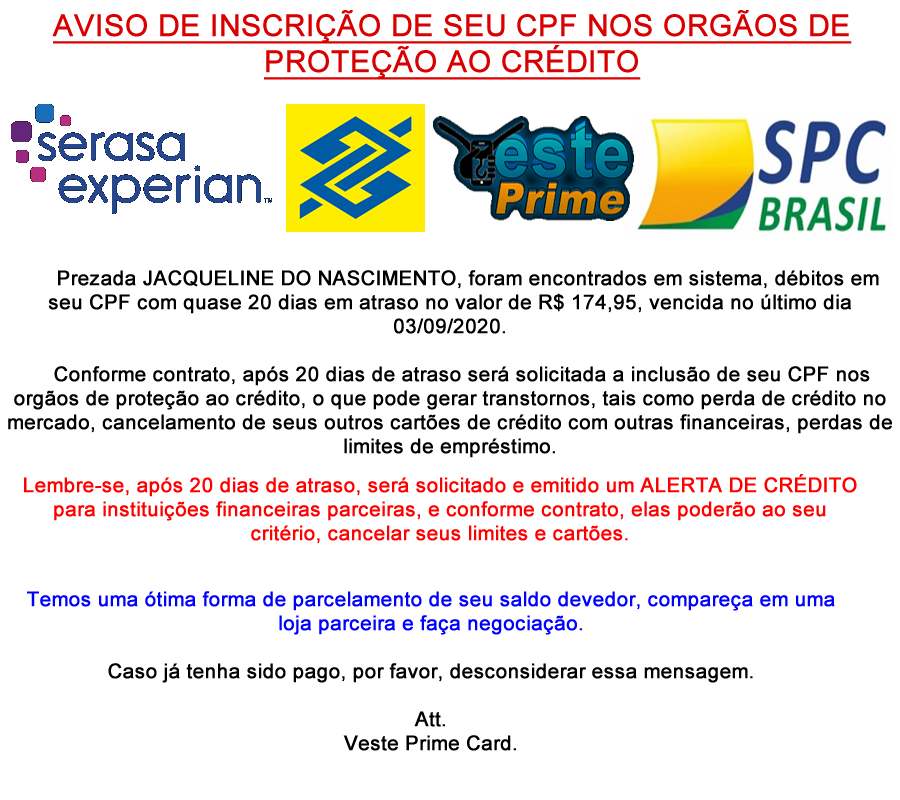 AVISO DE INSCRIÇÃO DE SEU CPF NOS ORGÃOS DE
PROTEÇÃO AO CRÉDITO
serasa
experian™
este
Prime
SPC
BRASIL
Prezada JACQUELINE DO NASCIMENTO, foram encontrados em sistema, débitos em
seu CPF com quase 20 dias em atraso no valor de R$ 174,95, vencida no último dia
03/09/2020.
Conforme contrato, após 20 dias de atraso será solicitada a inclusão de seu CPF nos
orgãos de proteção ao crédito, o que pode gerar transtornos, tais como perda de crédito no
mercado, cancelamento de seus outros cartões de crédito com outras financeiras, perdas de
limites de empréstimo.
Lembre-se, após 20 dias de atraso, será solicitado e emitido um ALERTA DE CRÉDITO
para instituições financeiras parceiras, e conforme contrato, elas poderão ao seu
critério, cancelar seus limites e cartões.
Temos uma ótima forma de parcelamento de seu saldo devedor, compareça em uma
loja parceira e faça negociação.
Caso já tenha sido pago, por favor, desconsiderar essa mensagem.
Att.
Veste Prime Card.